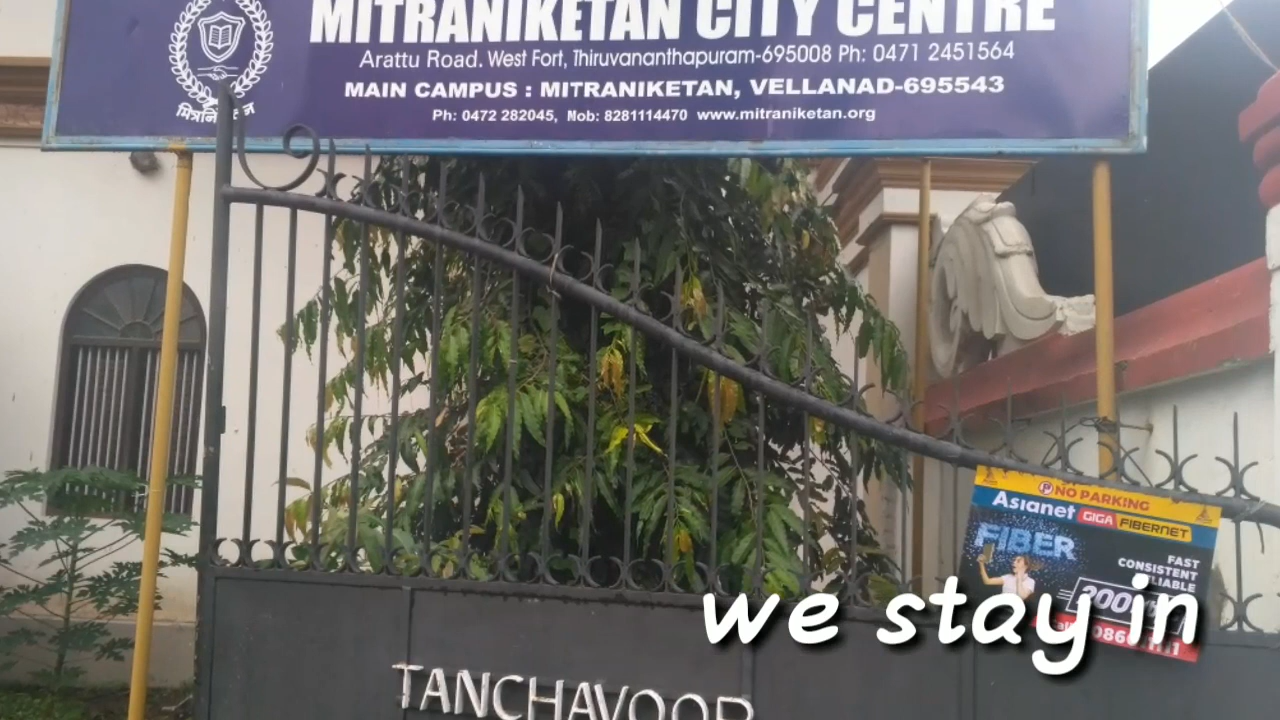 MITRANIKETAN CITY CENTRE
Arattu Road. West Fort, Thiruvananthapuram-695008 Ph: 0471 2451564
MAIN CAMPUS : MITRANIKETAN, VELLANAD-695543
Ph: 0472 282045, Nob: 8281114470 www.mitraniketan.org
P NO PARKING
Asianet GIGA FIBERNET
FIBER
FAST
CONSISTENT
we stay in
TANCHAVOOR